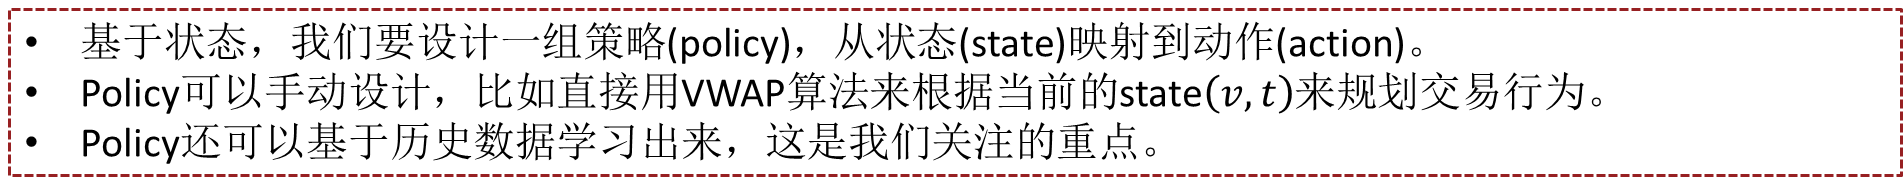 • 基于状态，我们要设计一组策略(policy)，从状态(state)映射到动作(action)。
• Policy可以手动设计，比如直接用VWAP算法来根据当前的state(𝑣, 𝑡)来规划交易行为。
• Policy还可以基于历史数据学习出来，这是我们关注的重点。